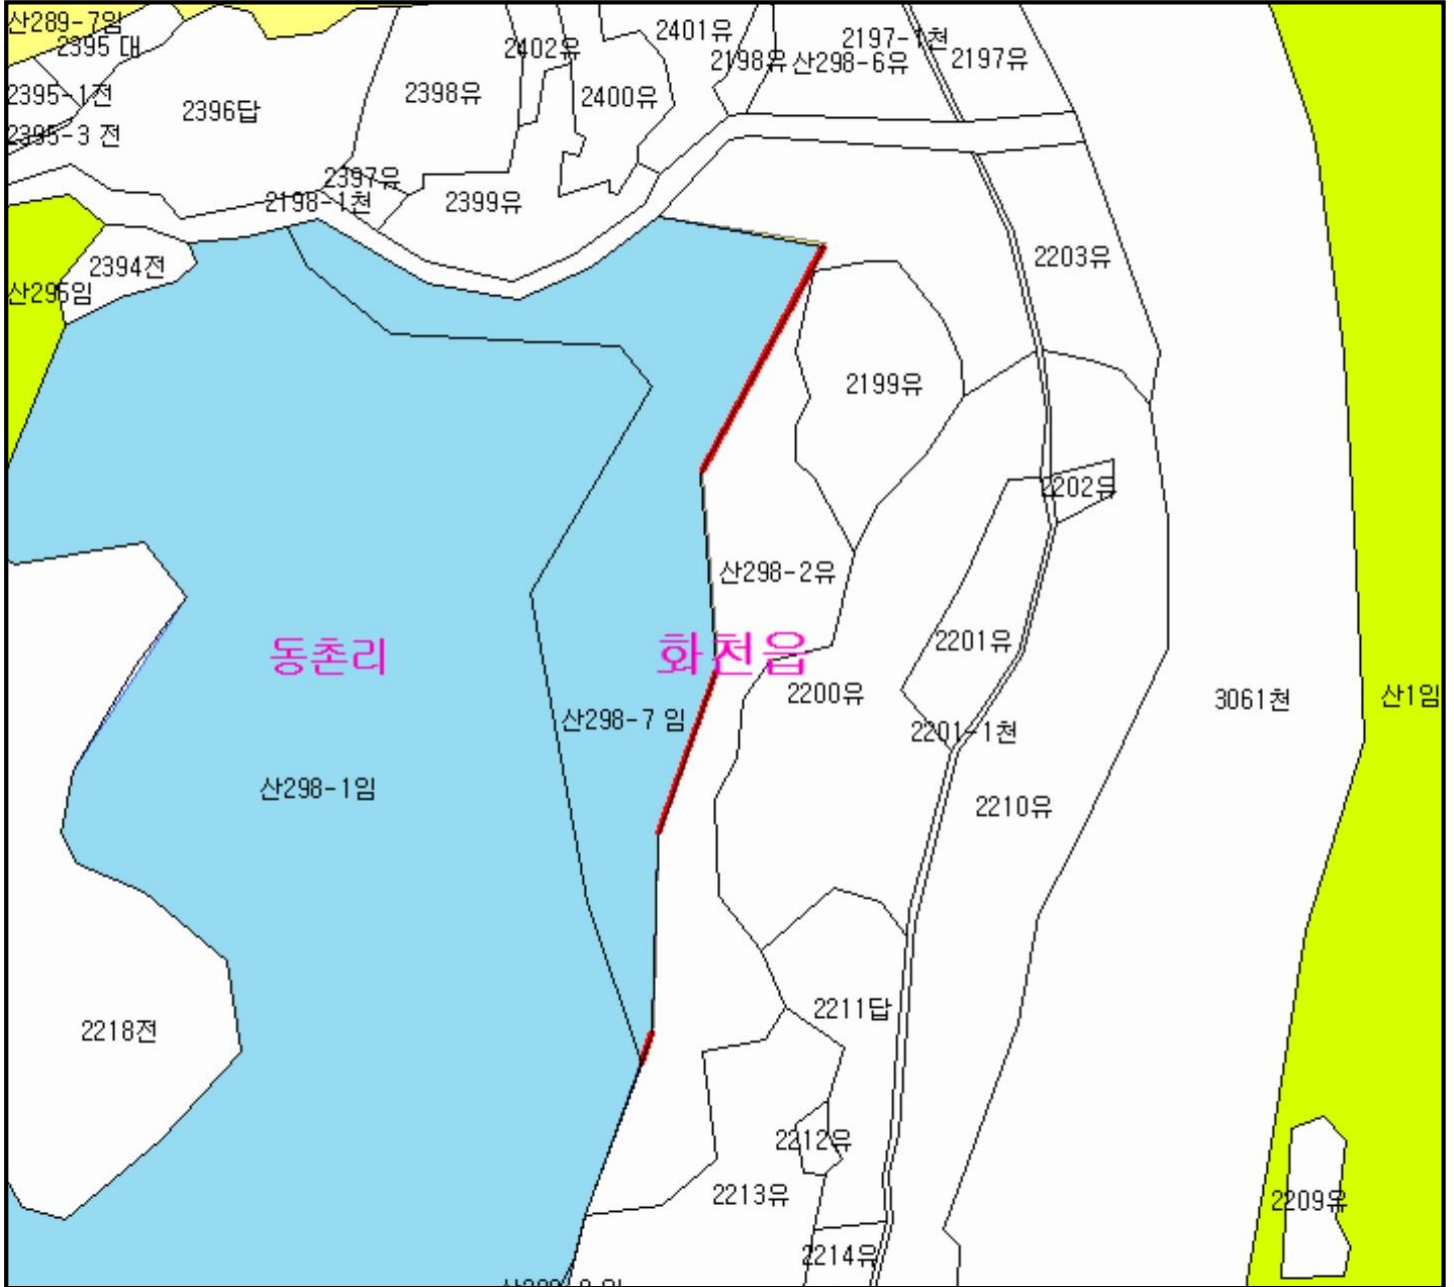 산289-7임
2395 대
2402유
2401유
2198유
2197-1천
산298-6유
2197유
2395-1전
2396답
2398유
2400유
2395-3 전
2397유
2198-1천
2399유
2394전
산296임
2203유
2199유
2202유
산298-2유
동촌리
화천읍
2201유
2200유
3061천
산1임
산298-7 임
2201-1천
산298-1임
2210유
2218전
2211답
2212유
2213유
2209유
2214유